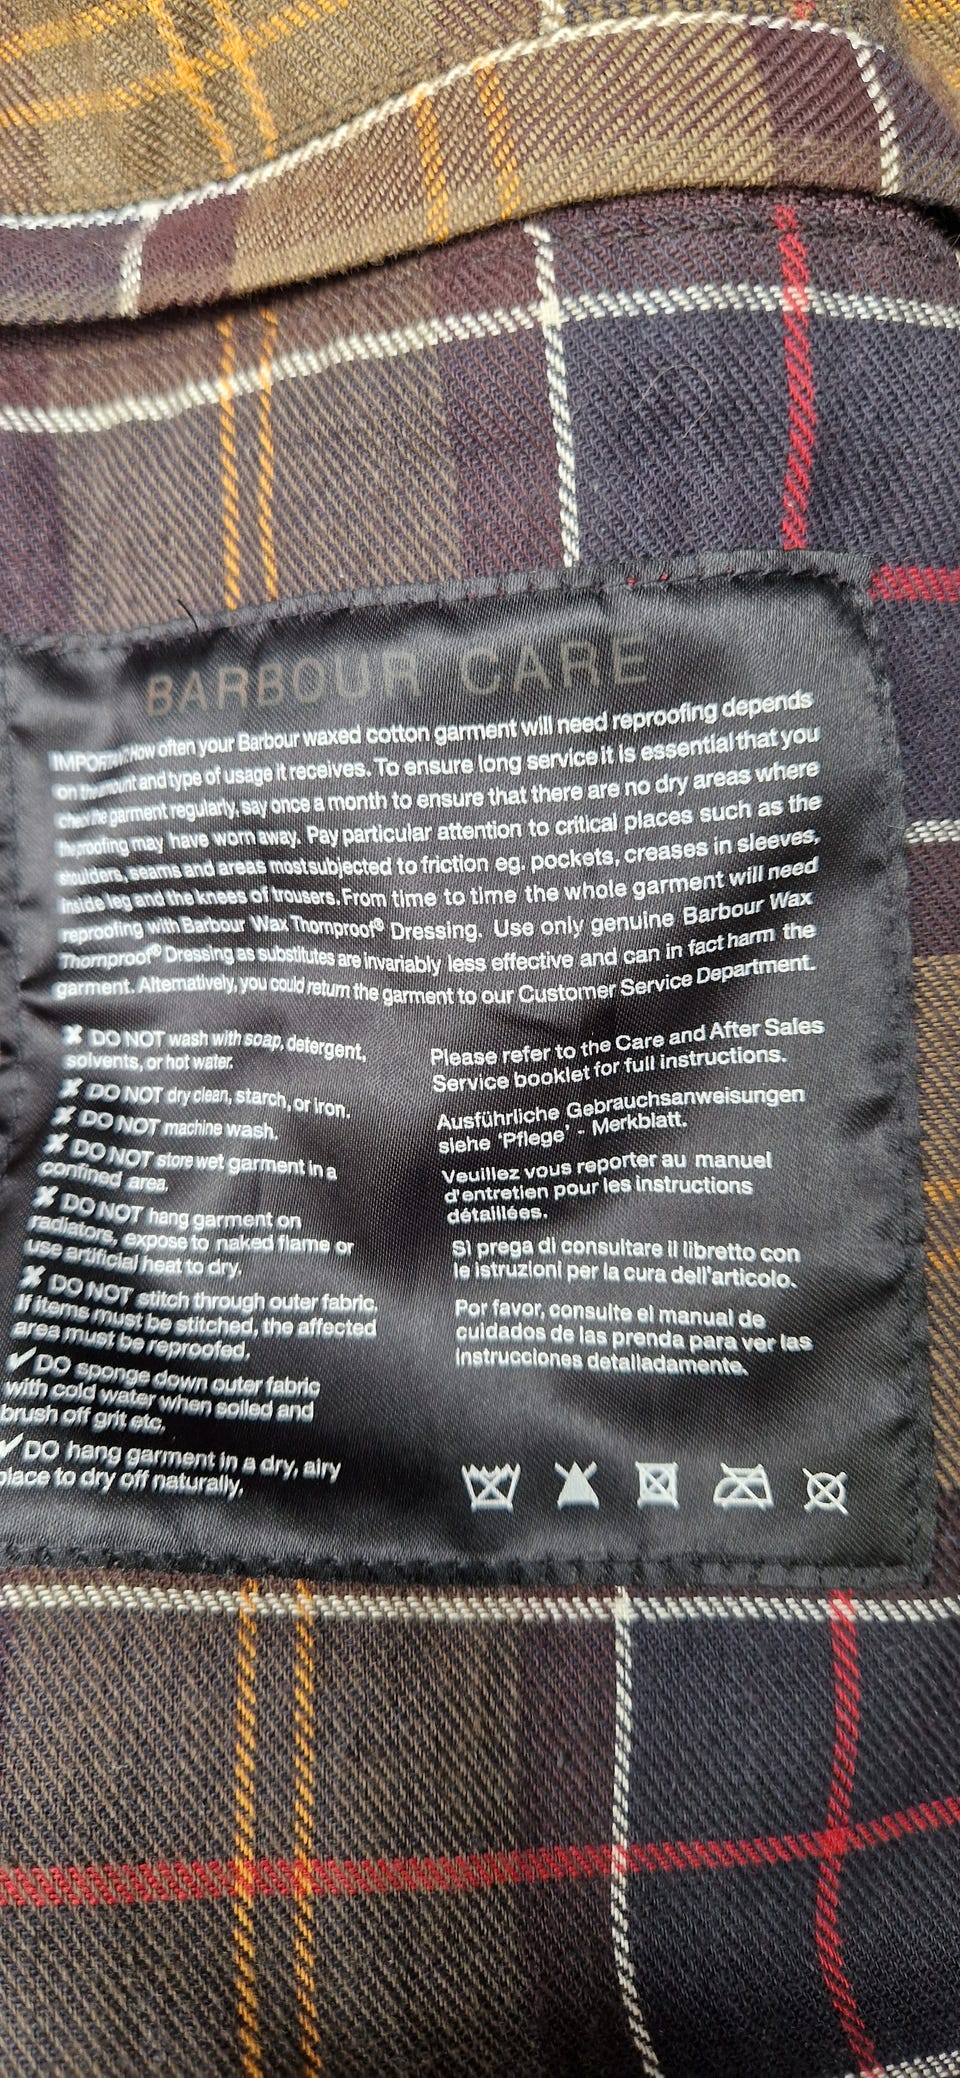 BARBOUR CARE
IMPORTANT: How often your Barbour waxed cotton garment will need reproofing depends
on the amount and type of usage it receives. To ensure long service it is essential that you
check the garment regularly, say once a month to ensure that there are no dry areas where
the proofing may have worn away. Pay particular attention to critical places such as the
shoulders, seams and areas most subjected to friction eg. pockets, creases in sleeves,
inside leg and the knees of trousers. From time to time the whole garment will need
reproofing with Barbour Wax Thornproof® Dressing. Use only genuine Barbour Wax
Thornproof® Dressing as substitutes are invariably less effective and can in fact harm the
garment. Alternatively, you could return the garment to our Customer Service Department.
✘ DO NOT wash with soap, detergent,
solvents, or hot water.
✘ DO NOT dry clean, starch, or iron.
✘ DO NOT machine wash.
✘ DO NOT store wet garment in a
confined area.
✘ DO NOT hang garment on
radiators, expose to naked flame or
use artificial heat to dry.
✘ DO NOT stitch through outer fabric.
If items must be stitched, the affected
area must be reproofed.
✔ DO sponge down outer fabric
with cold water when soiled and
brush off grit etc.
✔ DO hang garment in a dry, airy
place to dry off naturally.
Please refer to the Care and After Sales
Service booklet for full instructions.
Ausführliche Gebrauchsanweisungen
siehe 'Pflege' - Merkblatt.
Veuillez vous reporter au manuel
d'entretien pour les instructions
détaillées.
Si prega di consultare il libretto con
le istruzioni per la cura dell'articolo.
Por favor, consulte el manual de
cuidados de las prenda para ver las
instrucciones detalladamente.